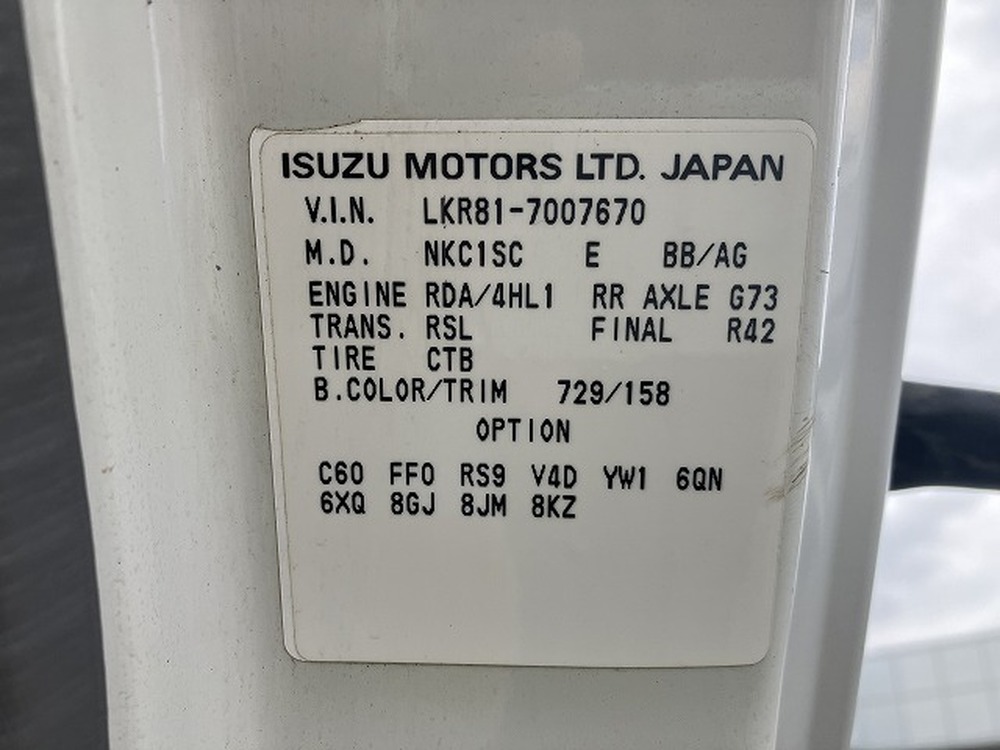 ISUZU MOTORS LTD. JAPAN
V.I.N. LKR81-7007670
M.D. NKC1SC E BB/AG
ENGINE RDA/4HL1 RR AXLE G73
TRANS. RSL FINAL R42
TIRE CTB
B.COLOR/TRIM 729/158
OPTION
C60 FF0 RS9 V4D YW1 6QN
6XQ 8GJ 8JM 8KZ